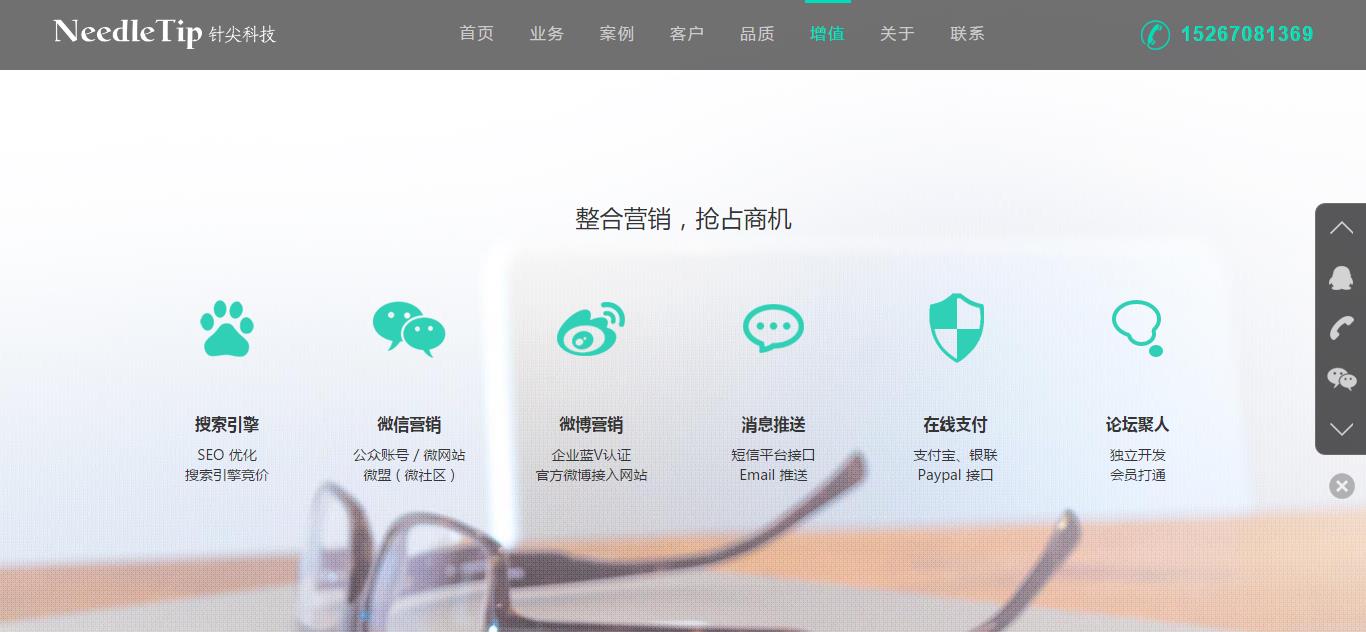 NeedleTip 针尖科技
首页 业务 案例 客户 品质 增值 关于 联系
15267081369
整合营销，抢占商机
搜索引擎 微信营销 微博营销 消息推送 在线支付 论坛聚人
SEO 优化 公众账号 / 微网站 企业蓝V认证 短信平台接口 支付宝、银联 独立开发
搜索引擎竞价 微盟（微社区） 官方微博接入网站 Email 推送 Paypal 接口 会员打通